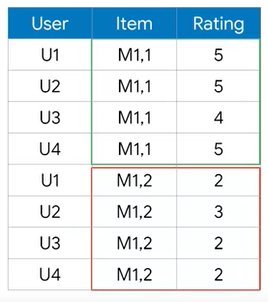 User Item Rating
U1 M1,1 5
U2 M1,1 5
U3 M1,1 4
U4 M1,1 5
U1 M1,2 2
U2 M1,2 3
U3 M1,2 2
U4 M1,2 2